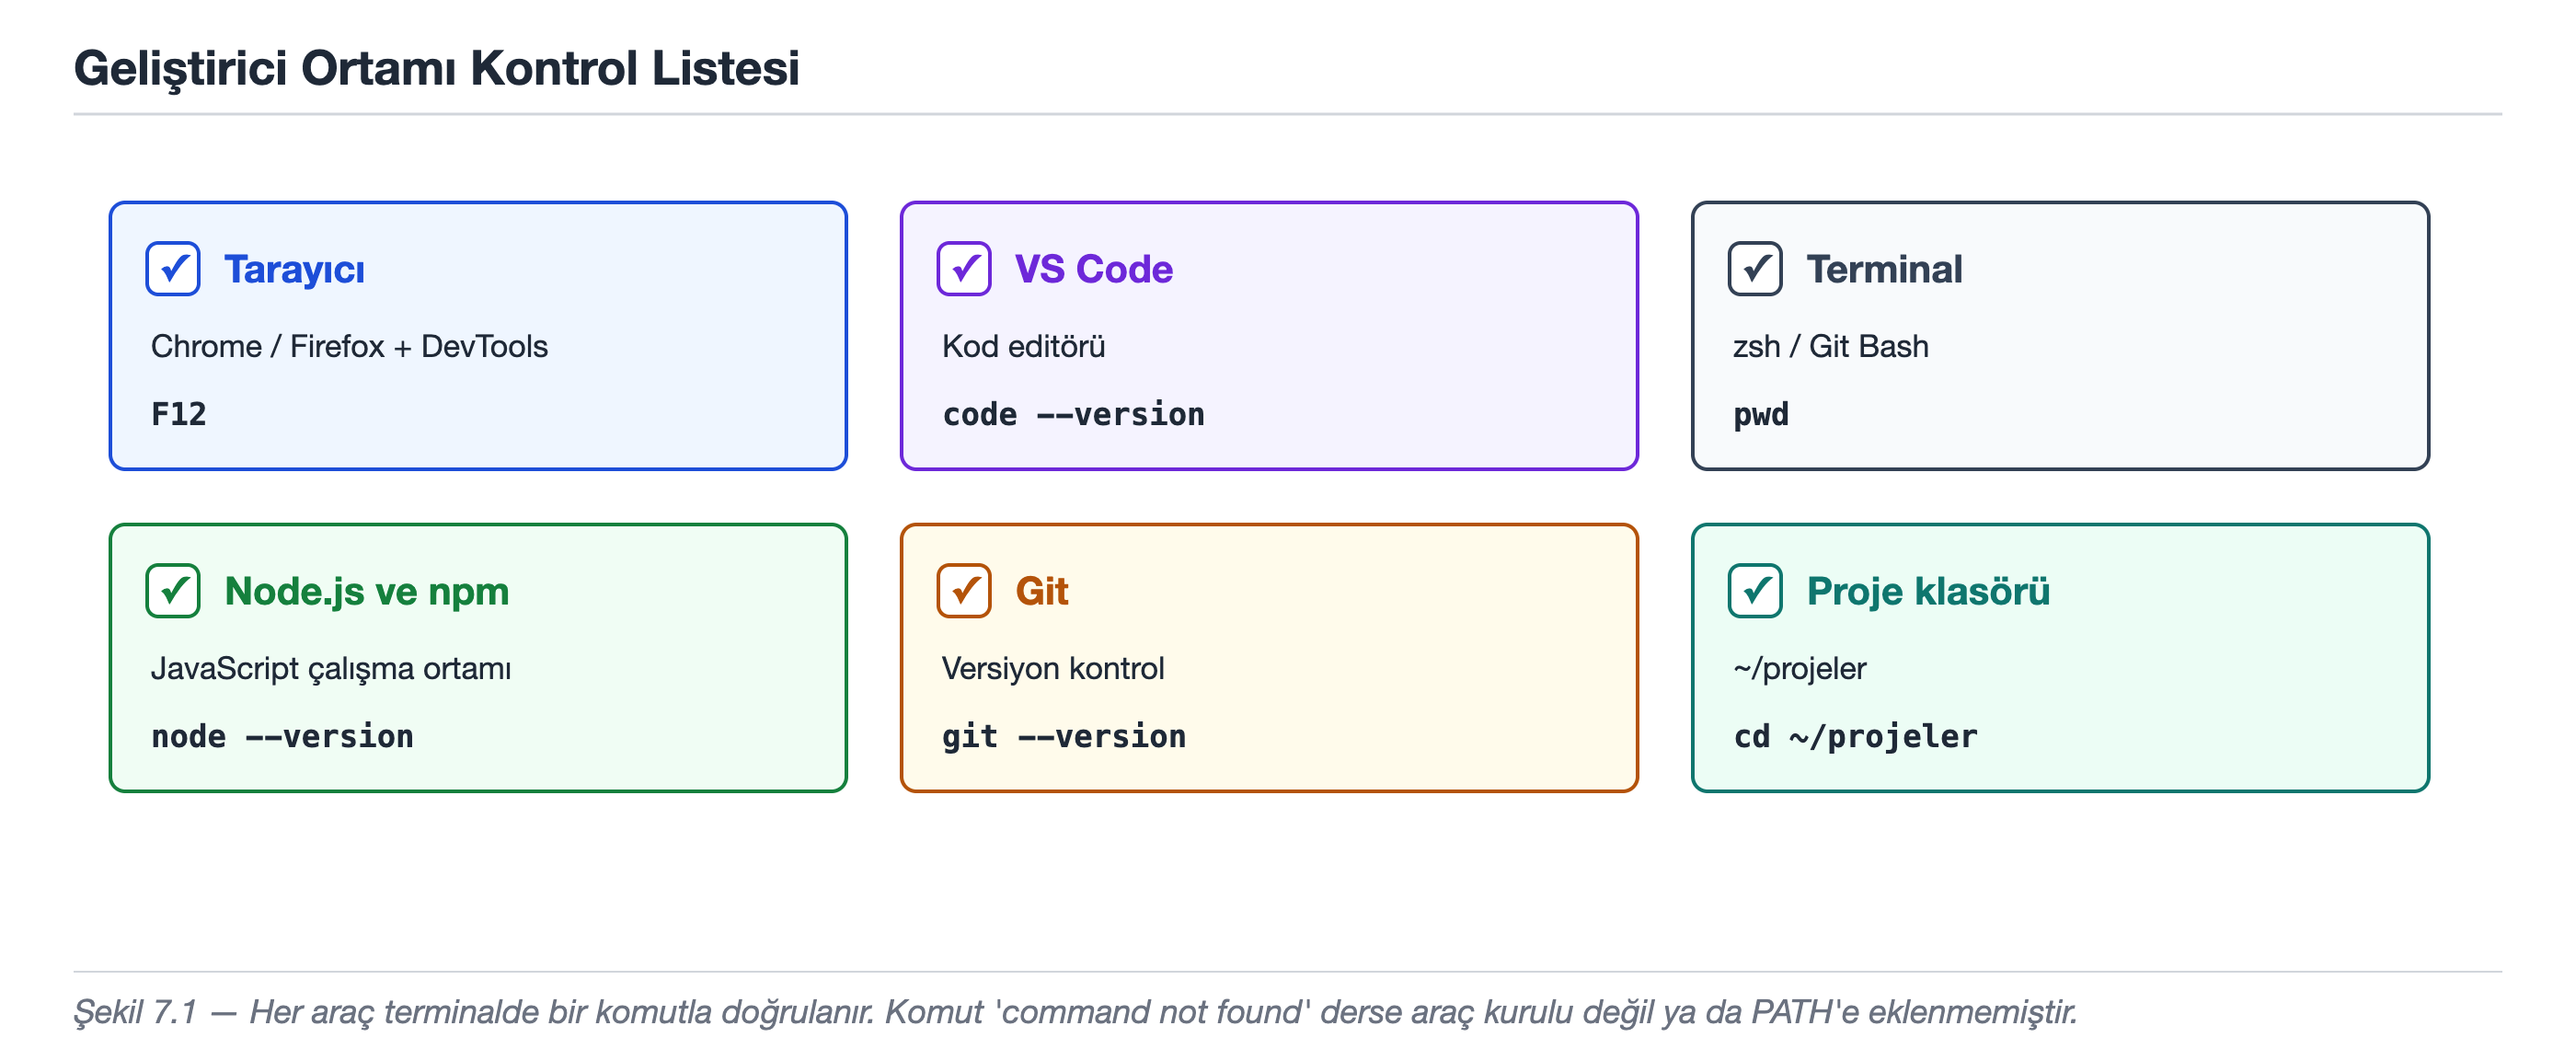 Geliştirici Ortamı Kontrol Listesi
✓ Tarayıcı
Chrome / Firefox + DevTools
F12
✓ VS Code
Kod editörü
code --version
✓ Terminal
zsh / Git Bash
pwd
✓ Node.js ve npm
JavaScript çalışma ortamı
node --version
✓ Git
Versiyon kontrol
git --version
✓ Proje klasörü
~/projeler
cd ~/projeler
Şekil 7.1 — Her araç terminalde bir komutla doğrulanır. Komut 'command not found' derse araç kurulu değil ya da PATH'e eklenmemiştir.